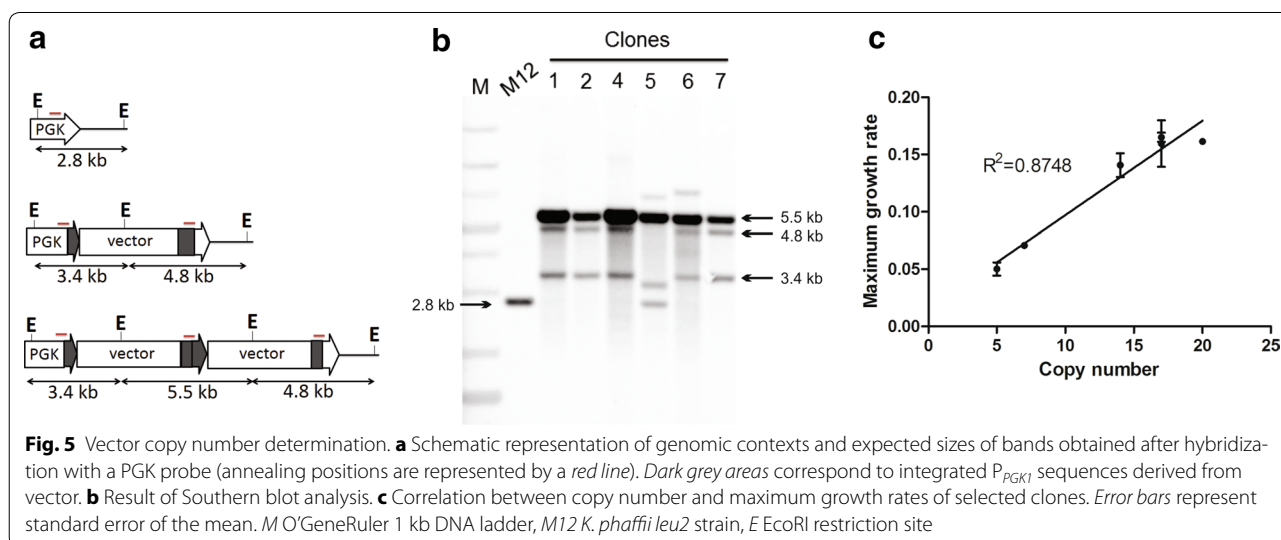 a
E
E
PGK
2.8 kb
E
E
E
PGK
vector
3.4 kb
4.8 kb
E
E
E
E
PGK
vector
vector
3.4 kb
5.5 kb
4.8 kb
b
Clones
M
M12
1
2
4
5
6
7
5.5 kb
4.8 kb
3.4 kb
2.8 kb
c
Maximum growth rate
0.20
0.15
0.10
0.05
0.00
R²=0.8748
0
5
10
15
20
25
Copy number
Fig. 5 Vector copy number determination. a Schematic representation of genomic contexts and expected sizes of bands obtained after hybridiza-
tion with a PGK probe (annealing positions are represented by a red line). Dark grey areas correspond to integrated P_PGK1 sequences derived from
vector. b Result of Southern blot analysis. c Correlation between copy number and maximum growth rates of selected clones. Error bars represent
standard error of the mean. M O'GeneRuler 1 kb DNA ladder, M12 K. phaffii leu2 strain, E EcoRI restriction site